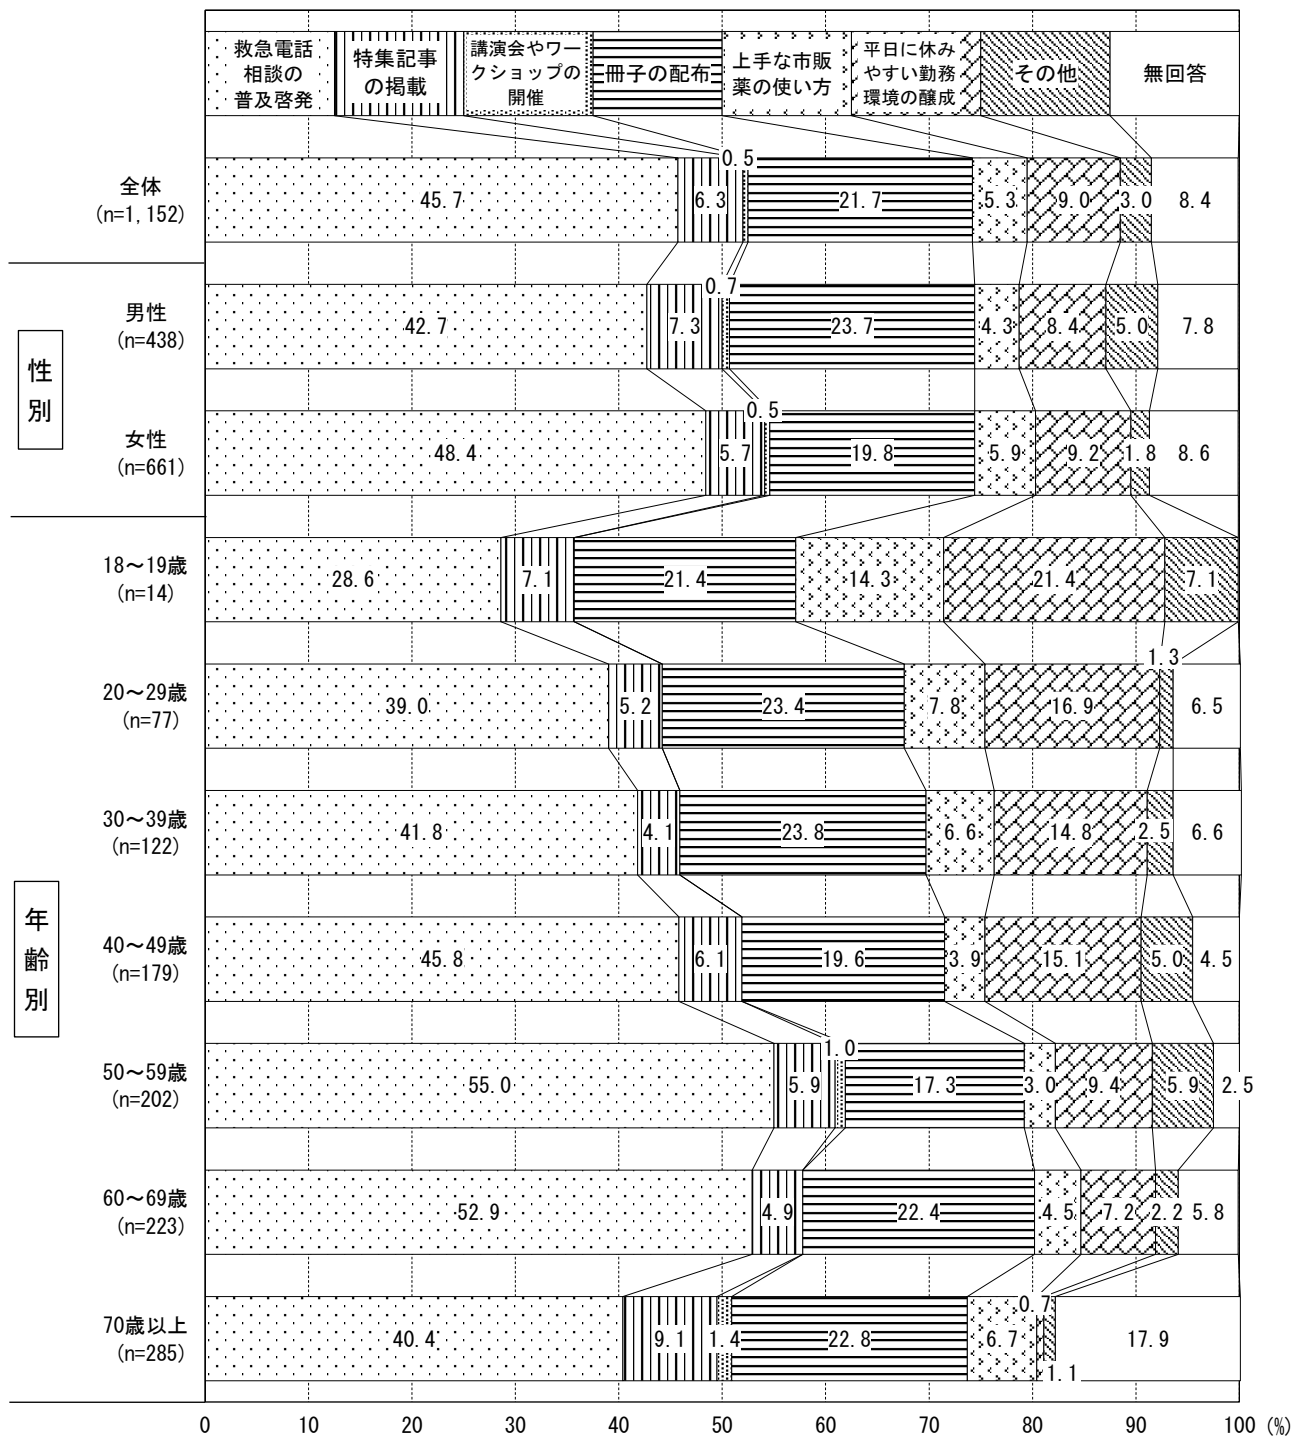 救急電話
相談の
普及啓発
特集記事
の掲載
講演会やワー
クショップの
開催
冊子の配布
上手な市販
薬の使い方
平日に休み
やすい勤務
環境の醸成
その他
無回答
全体
(n=1,152)
45.7
6.3
0.5
21.7
5.3
9.0
3.0
8.4
性別
男性
(n=438)
42.7
7.3
0.7
23.7
4.3
8.4
5.0
7.8
女性
(n=661)
48.4
5.7
0.5
19.8
5.9
9.2
1.8
8.6
年齢別
18～19歳
(n=14)
28.6
7.1
21.4
14.3
21.4
7.1
20～29歳
(n=77)
39.0
5.2
23.4
7.8
16.9
1.3
6.5
30～39歳
(n=122)
41.8
4.1
23.8
6.6
14.8
2.5
6.6
40～49歳
(n=179)
45.8
6.1
19.6
3.9
15.1
5.0
4.5
50～59歳
(n=202)
55.0
5.9
1.0
17.3
3.0
9.4
5.9
2.5
60～69歳
(n=223)
52.9
4.9
22.4
4.5
7.2
2.2
5.8
70歳以上
(n=285)
40.4
9.1
1.4
22.8
6.7
0.7
1.1
17.9
0 10 20 30 40 50 60 70 80 90 100 (%)